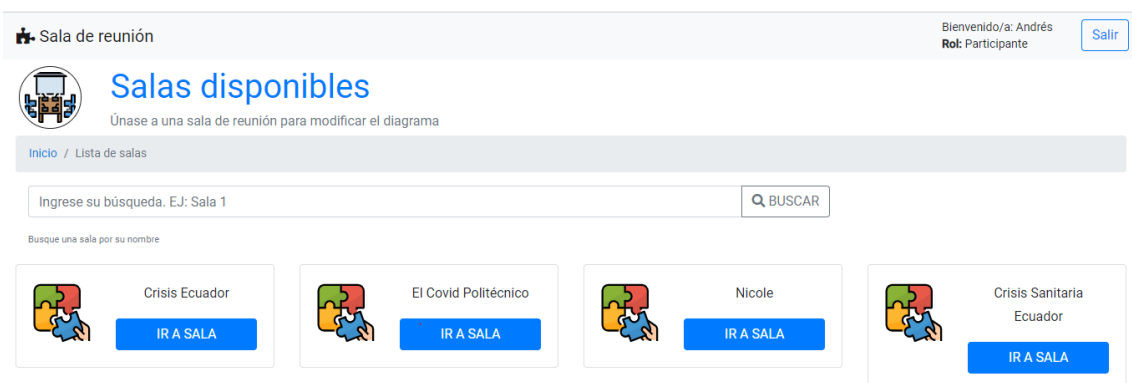 Sala de reunión
Bienvenido/a: Andrés
Rol: Participante
Salir
Salas disponibles
Únase a una sala de reunión para modificar el diagrama
Inicio / Lista de salas
Ingrese su búsqueda. EJ: Sala 1
BUSCAR
Busque una sala por su nombre
Crisis Ecuador
IR A SALA
El Covid Politécnico
IR A SALA
Nicole
IR A SALA
Crisis Sanitaria
Ecuador
IR A SALA